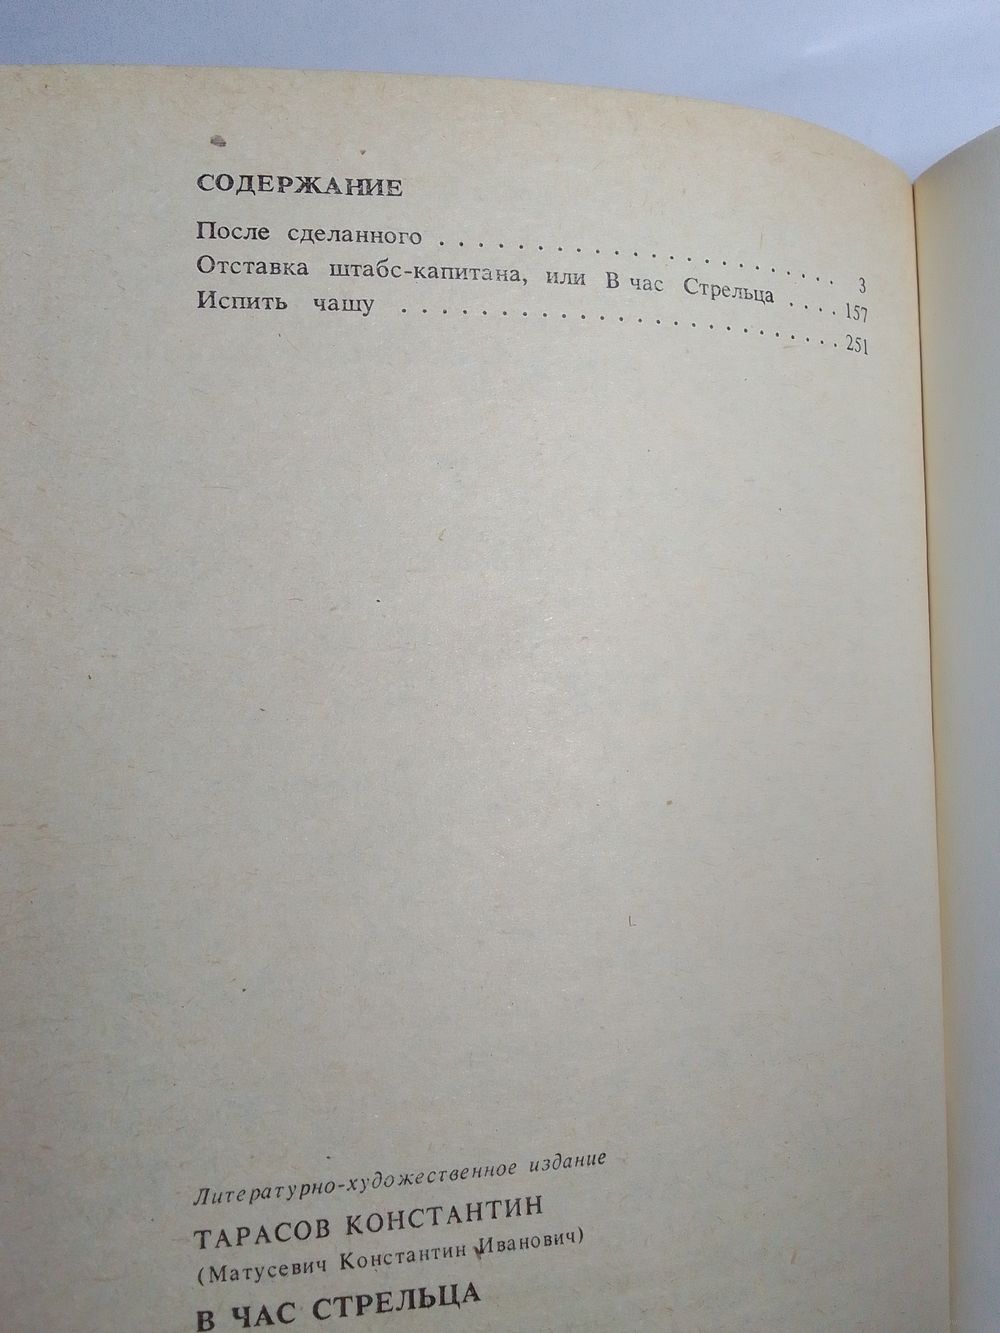 СОДЕРЖАНИЕ
После сделанного . . . . . . . . . . . . . . . . 3
Отставка штабс-капитана, или В час Стрельца . . . . 157
Испить чашу . . . . . . . . . . . . . . . . . 251
Литературно-художественное издание
ТАРАСОВ КОНСТАНТИН
(Матусевич Константин Иванович)
В ЧАС СТРЕЛЬЦА